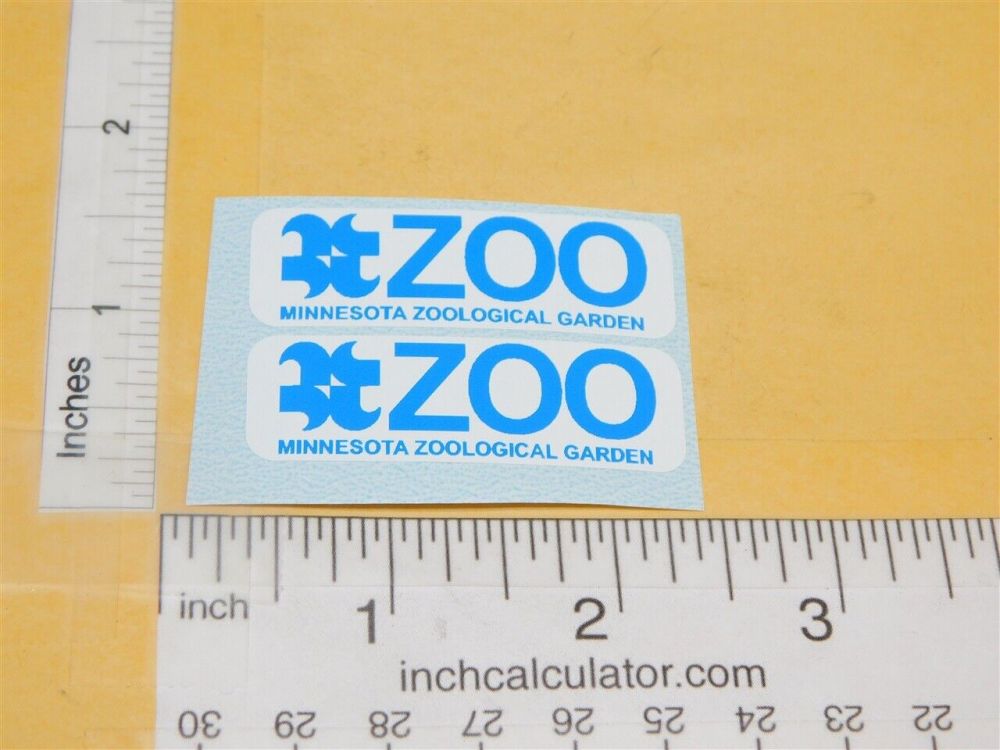 2
1
Inches
ZOO
MINNESOTA ZOOLOGICAL GARDEN
ZOO
MINNESOTA ZOOLOGICAL GARDEN
inch 1 2 3
inchcalculator.com
30 29 28 27 26 25 24 23 22